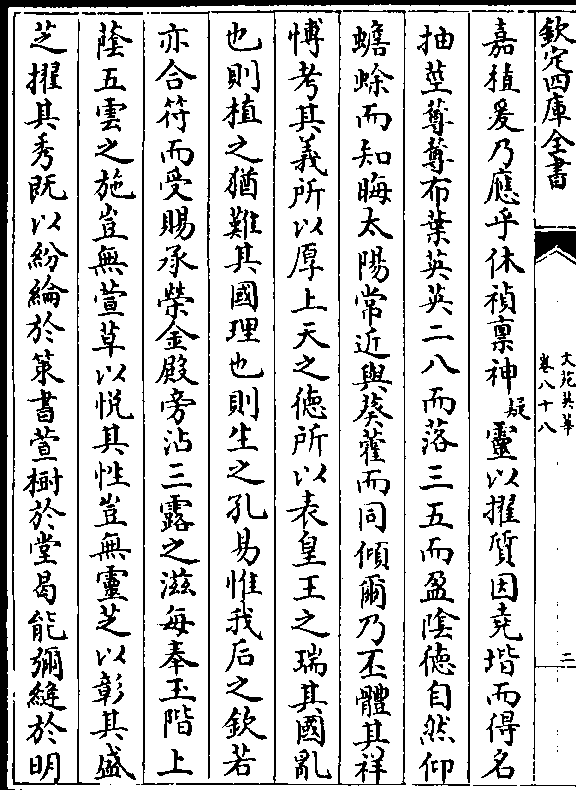 欽定四庫全書
文苑英華
卷八十八
二
嘉植爰乃應乎休禎禀神疑靈以擢質因堯堦而得名
抽莖蓴蓴布葉英英二八而落三五而盈陰德自然仰
蟾蜍而知晦太陽常近與葵藿而同傾爾乃丕體其祥
博考其義所以厚上天之德所以表皇王之瑞其國亂
也則植之猶難其國理也則生之孔易惟我后之欽若
亦合符而受賜承榮金殿旁沾三露之滋每奉玉階上
蔭五雲之施豈無萱草以悅其性豈無靈芝以彰其盛
芝擢其秀既以紛綸於策書萱樹於堂曷能彌縫於明